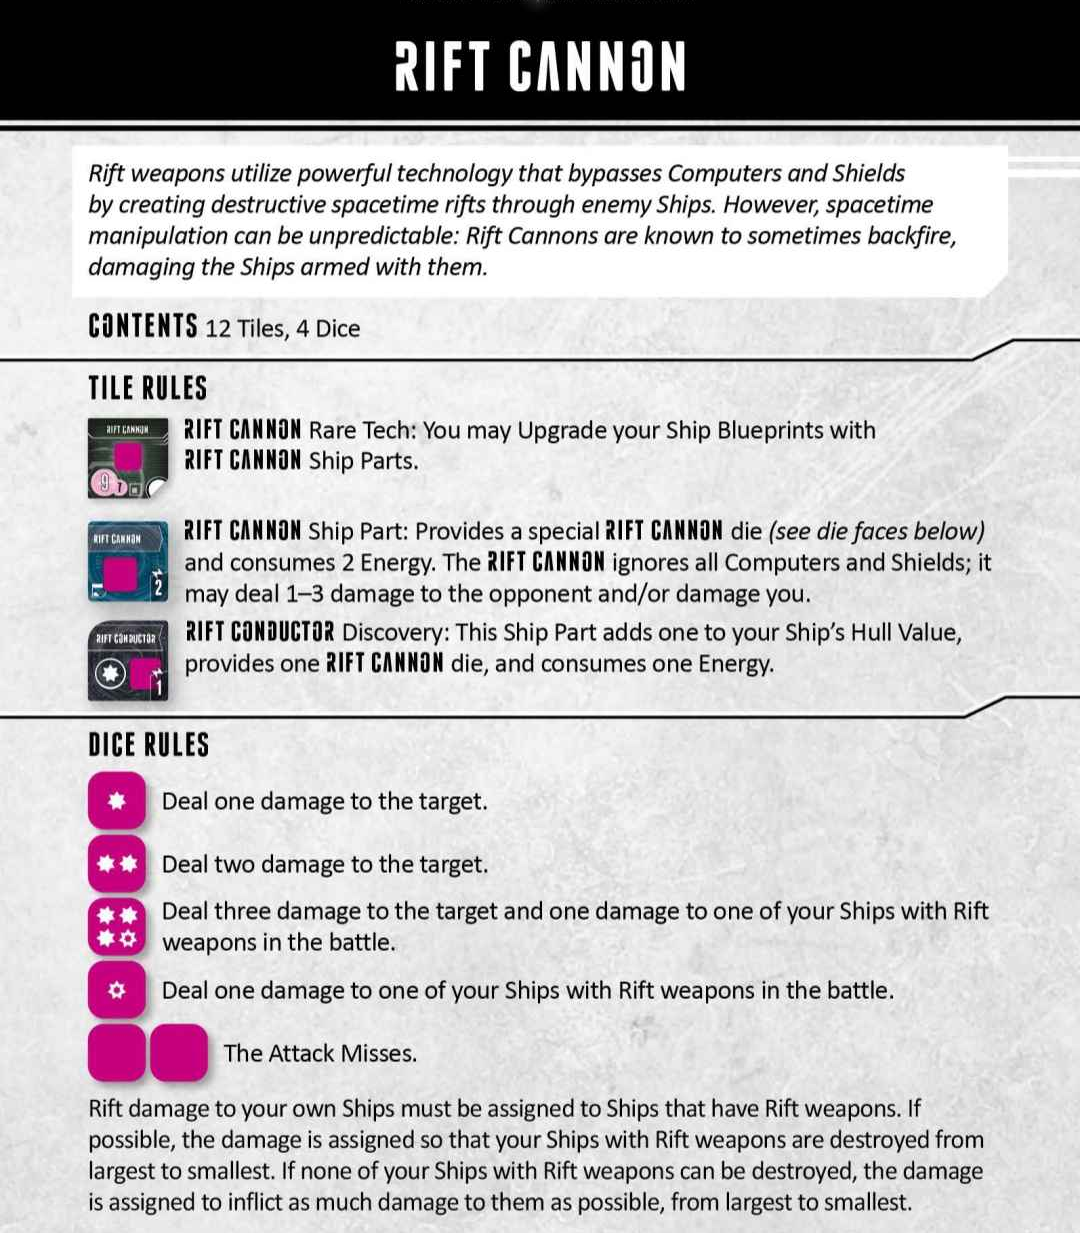 RIFT CANNON
Rift weapons utilize powerful technology that bypasses Computers and Shields
by creating destructive spacetime rifts through enemy Ships. However, spacetime
manipulation can be unpredictable: Rift Cannons are known to sometimes backfire,
damaging the Ships armed with them.
CONTENTS 12 Tiles, 4 Dice
TILE RULES
RIFT CANNON
9
7
RIFT CANNON Rare Tech: You may Upgrade your Ship Blueprints with
RIFT CANNON Ship Parts.
RIFT CANNON
2
RIFT CANNON Ship Part: Provides a special RIFT CANNON die (see die faces below)
and consumes 2 Energy. The RIFT CANNON ignores all Computers and Shields; it
may deal 1–3 damage to the opponent and/or damage you.
RIFT CONDUCTOR
1
RIFT CONDUCTOR Discovery: This Ship Part adds one to your Ship's Hull Value,
provides one RIFT CANNON die, and consumes one Energy.
DICE RULES
Deal one damage to the target.
Deal two damage to the target.
Deal three damage to the target and one damage to one of your Ships with Rift
weapons in the battle.
Deal one damage to one of your Ships with Rift weapons in the battle.
The Attack Misses.
Rift damage to your own Ships must be assigned to Ships that have Rift weapons. If
possible, the damage is assigned so that your Ships with Rift weapons are destroyed from
largest to smallest. If none of your Ships with Rift weapons can be destroyed, the damage
is assigned to inflict as much damage to them as possible, from largest to smallest.